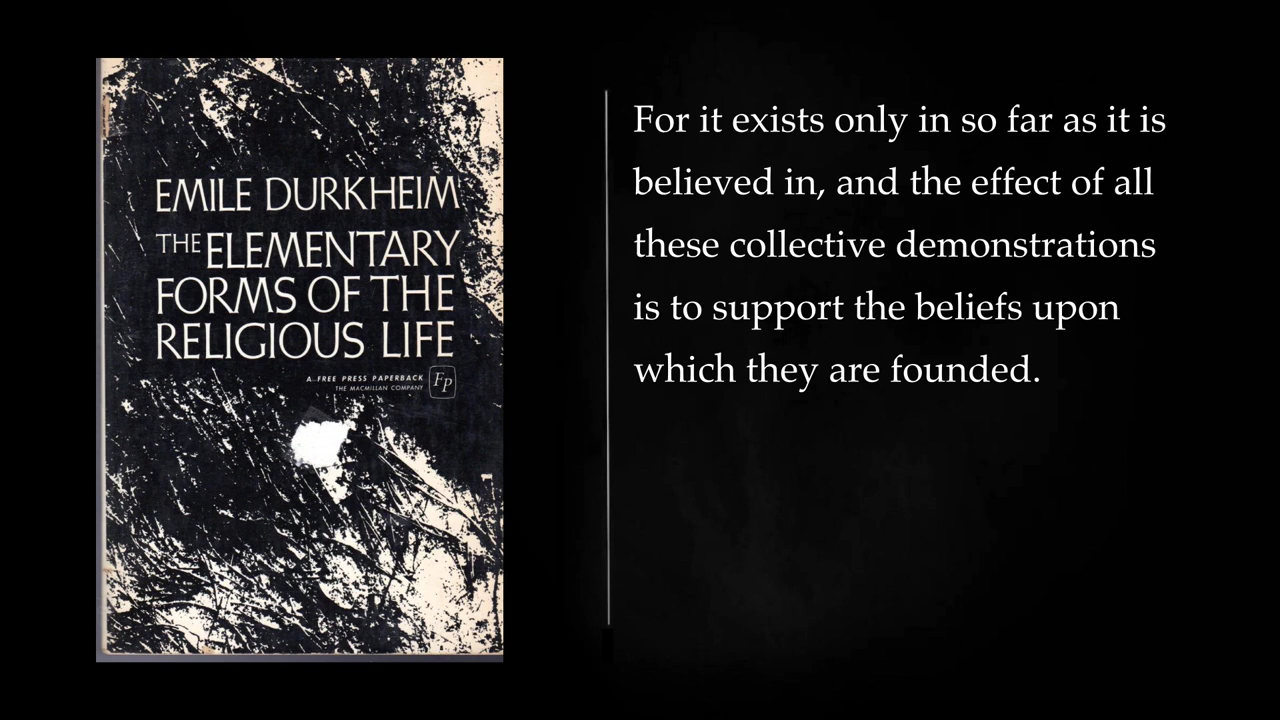 EMILE DURKHEIM
THE ELEMENTARY
FORMS OF THE
RELIGIOUS LIFE
A FREE PRESS PAPERBACK
THE MACMILLAN COMPANY
FP
For it exists only in so far as it is
believed in, and the effect of all
these collective demonstrations
is to support the beliefs upon
which they are founded.